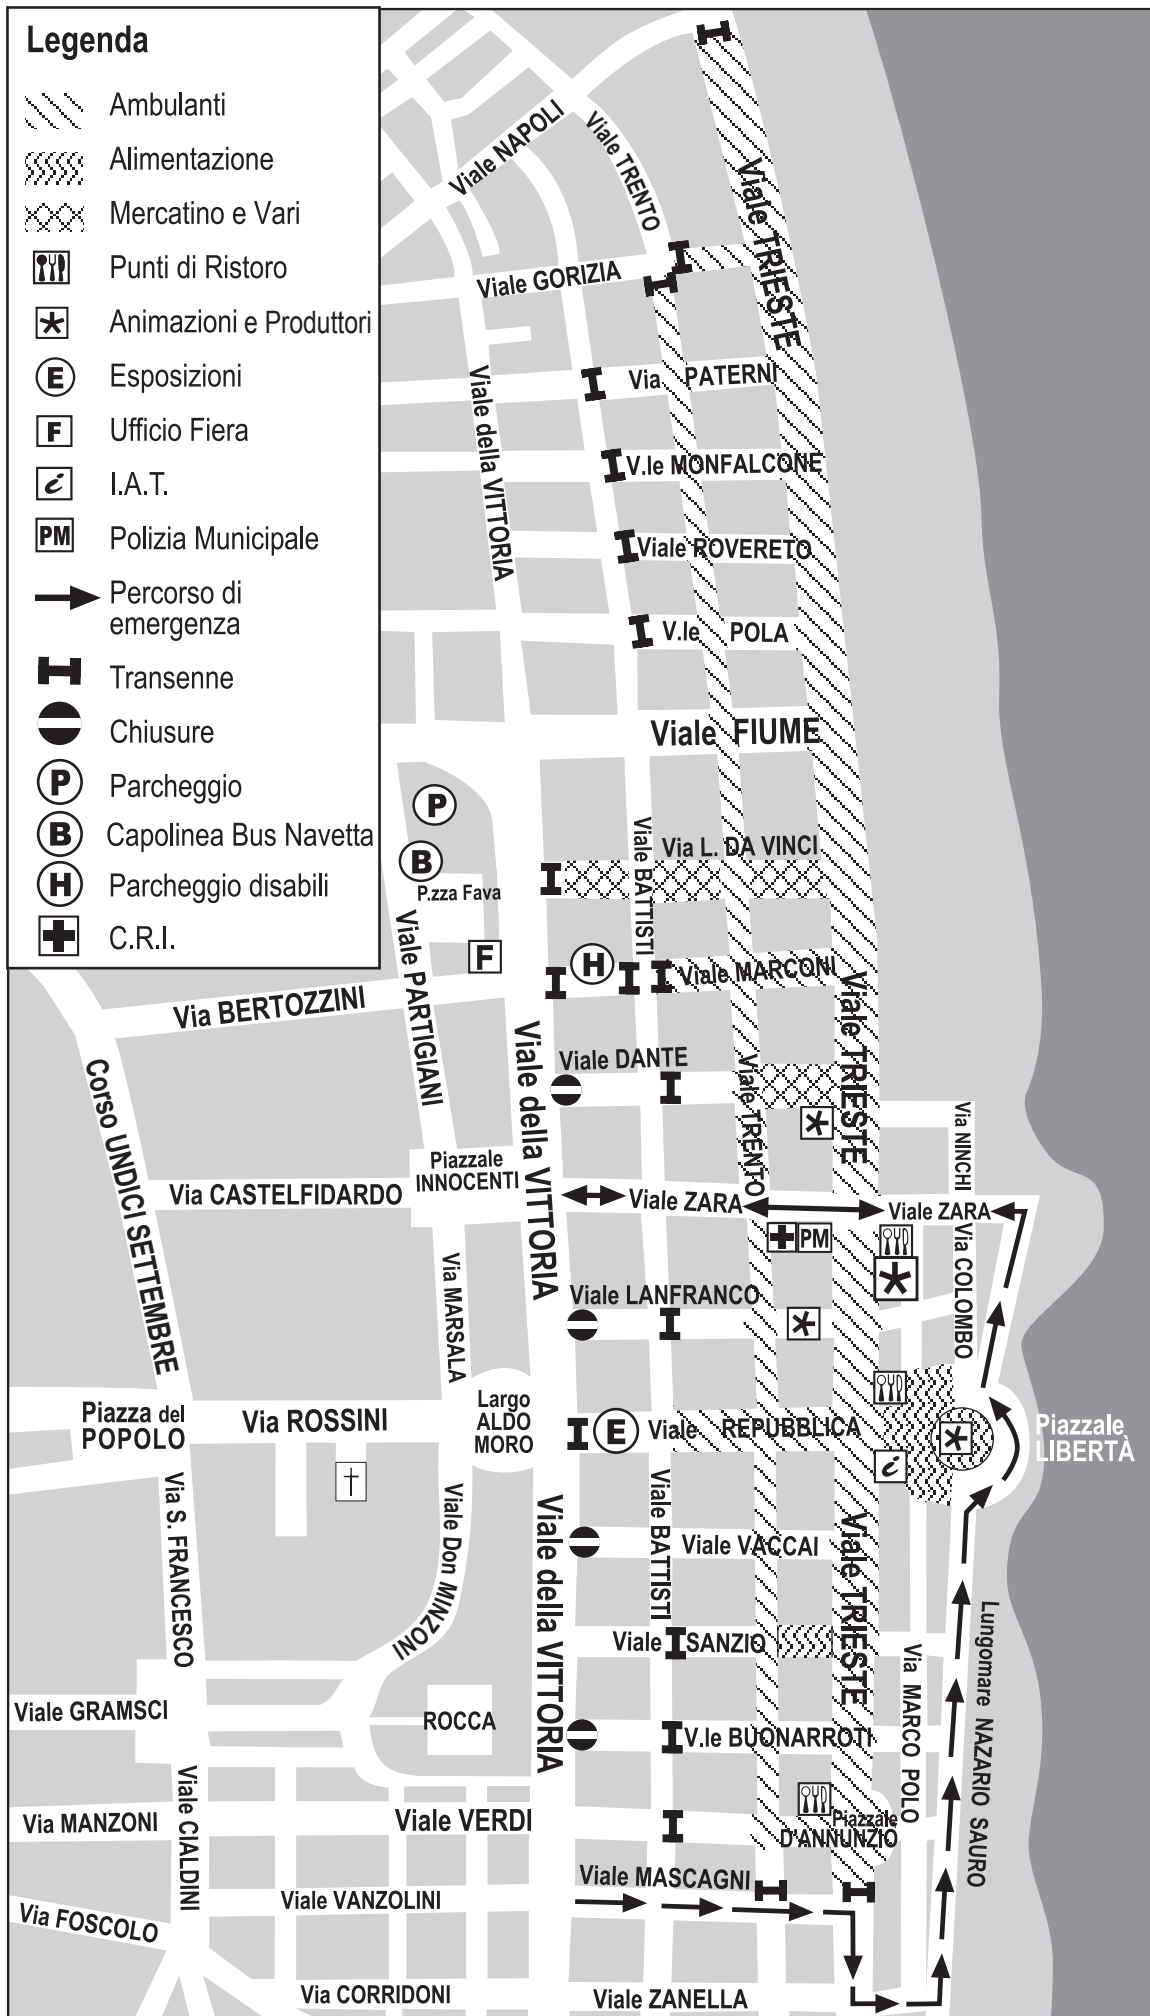 Legenda
Ambulanti
Alimentazione
Mercatino e Vari
Punti di Ristoro
Animazioni e Produttori
E Esposizioni
F Ufficio Fiera
i I.A.T.
PM Polizia Municipale
Percorso di
emergenza
Transenne
Chiusure
P Parcheggio
B Capolinea Bus Navetta
H Parcheggio disabili
C.R.I.
Viale NAPOLI
Viale TRENTO
Viale TRIESTE
Viale GORIZIA
Via PATERNI
Viale della VITTORIA
V.le MONFALCONE
Viale ROVERETO
V.le POLA
Viale FIUME
P
B
P.zza Fava
Viale BATTISTI
Via L. DA VINCI
F
H
Viale PARTIGIANI
Viale MARCONI
Viale TRIESTE
Via BERTOZZINI
Viale della VITTORIA
Viale DANTE
Viale TRENTO
Corso UNDICI SETTEMBRE
Via NINCHI
Piazzale
INNOCENTI
Via CASTELFIDARDO
Viale ZARA
Viale ZARA
PM
Via COLOMBO
Via MARSALA
Viale LANFRANCO
Piazza del
POPOLO
Via ROSSINI
Largo
ALDO
MORO
E
Viale REPUBBLICA
Piazzale
LIBERTÀ
i
Via S. FRANCESCO
Viale Don MINZONI
Viale della VITTORIA
Viale BATTISTI
Viale VACCAI
Viale TRIESTE
Viale SANZIO
Via MARCO POLO
Lungomare NAZARIO SAURO
Viale GRAMSCI
ROCCA
V.le BUONARROTI
Viale CIALDINI
Via MANZONI
Viale VERDI
Piazzale
D'ANNUNZIO
Viale MASCAGNI
Viale VANZOLINI
Via FOSCOLO
Via CORRIDONI
Viale ZANELLA